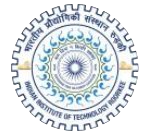 भारतीय प्रौद्योगिकी संस्थान रुड़की
INDIAN INSTITUTE OF TECHNOLOGY ROORKEE